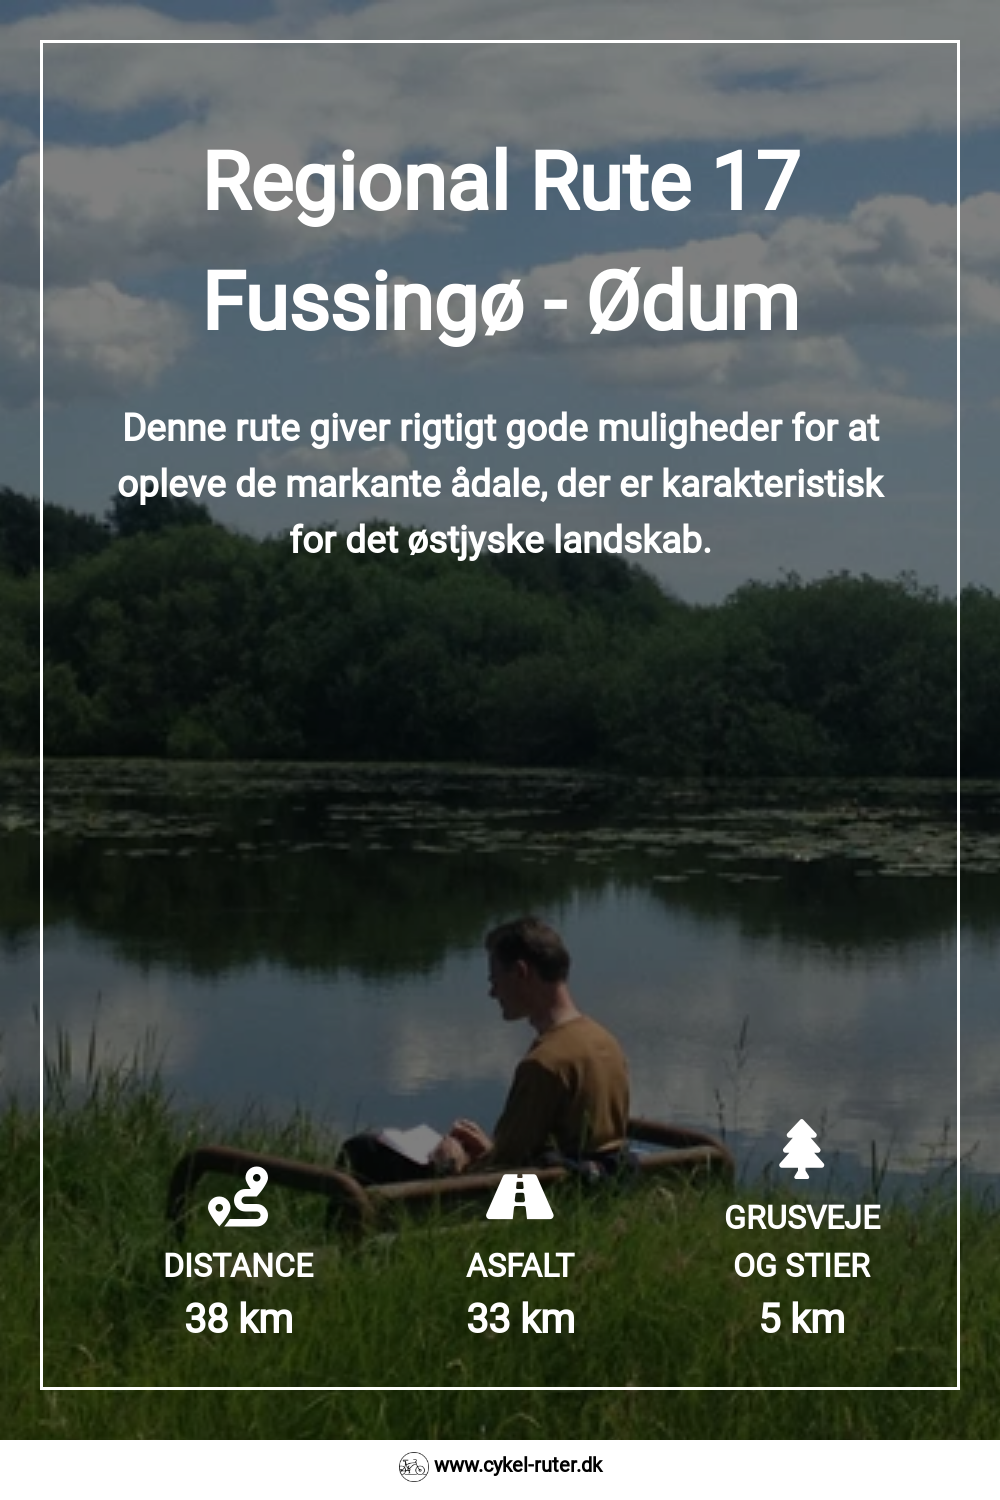 Regional Rute 17
Fussingø - Ødum
Denne rute giver rigtigt gode muligheder for at
opleve de markante ådale, der er karakteristisk
for det østjyske landskab.
DISTANCE
38 km
ASFALT
33 km
GRUSVEJE
OG STIER
5 km
www.cykel-ruter.dk